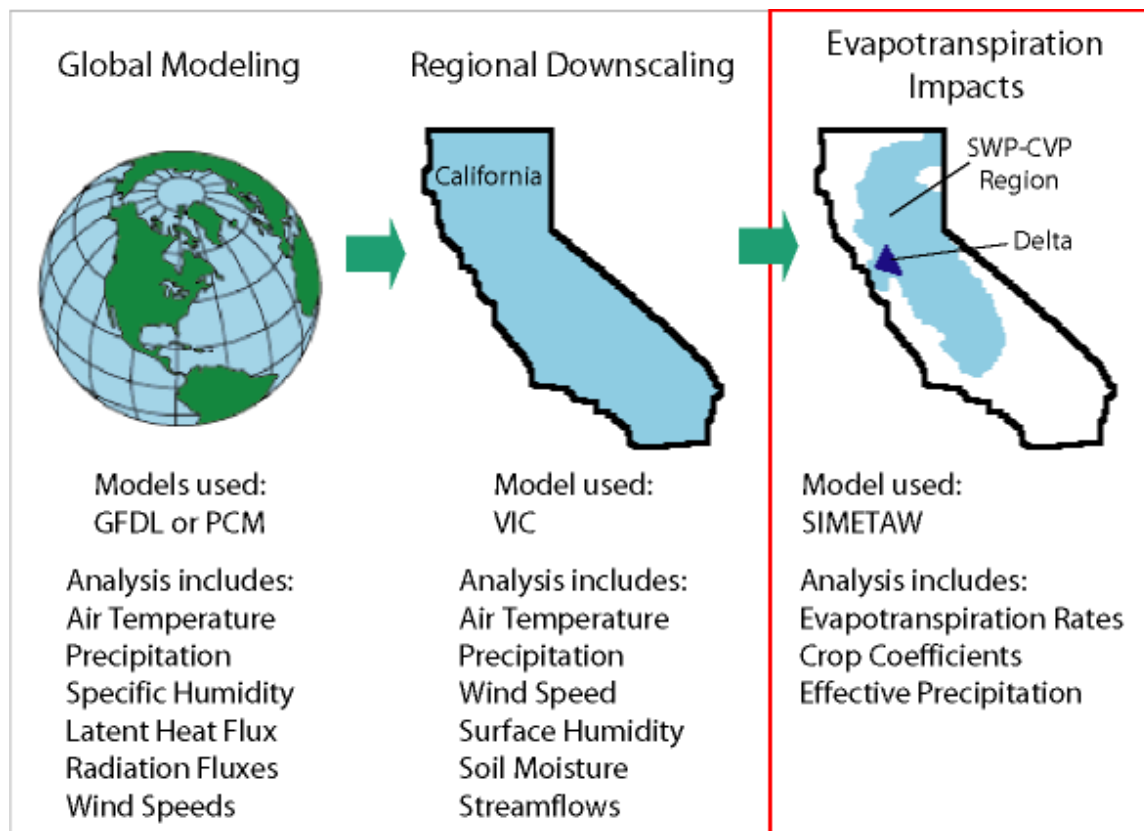 Global Modeling
Models used:
GFDL or PCM
Analysis includes:
Air Temperature
Precipitation
Specific Humidity
Latent Heat Flux
Radiation Fluxes
Wind Speeds
Regional Downscaling
California
Model used:
VIC
Analysis includes:
Air Temperature
Precipitation
Wind Speed
Surface Humidity
Soil Moisture
Streamflows
Evapotranspiration
Impacts
SWP-CVP
Region
Delta
Model used:
SIMETAW
Analysis includes:
Evapotranspiration Rates
Crop Coefficients
Effective Precipitation